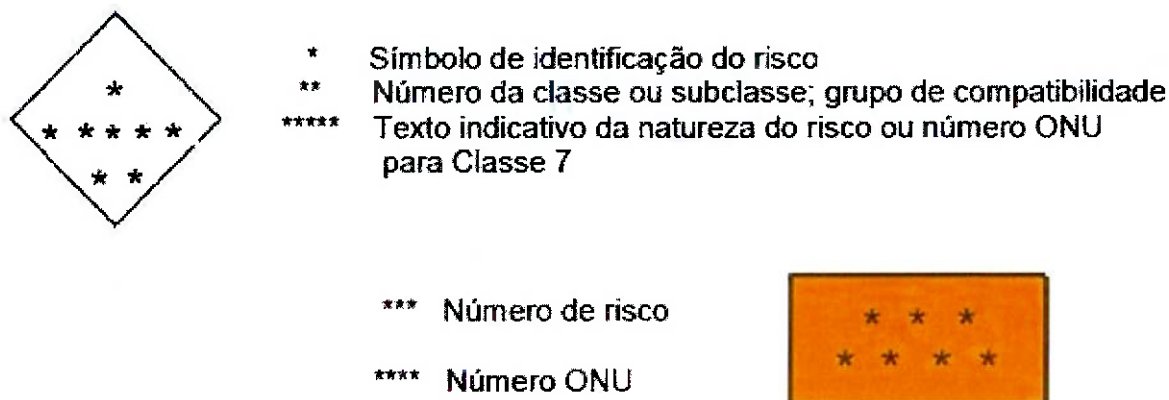 * Símbolo de identificação do risco
*
** Número da classe ou subclasse; grupo de compatibilidade
* * * * *
***** Texto indicativo da natureza do risco ou número ONU
para Classe 7
* *
*** Número de risco
* * *
* * * *
**** Número ONU